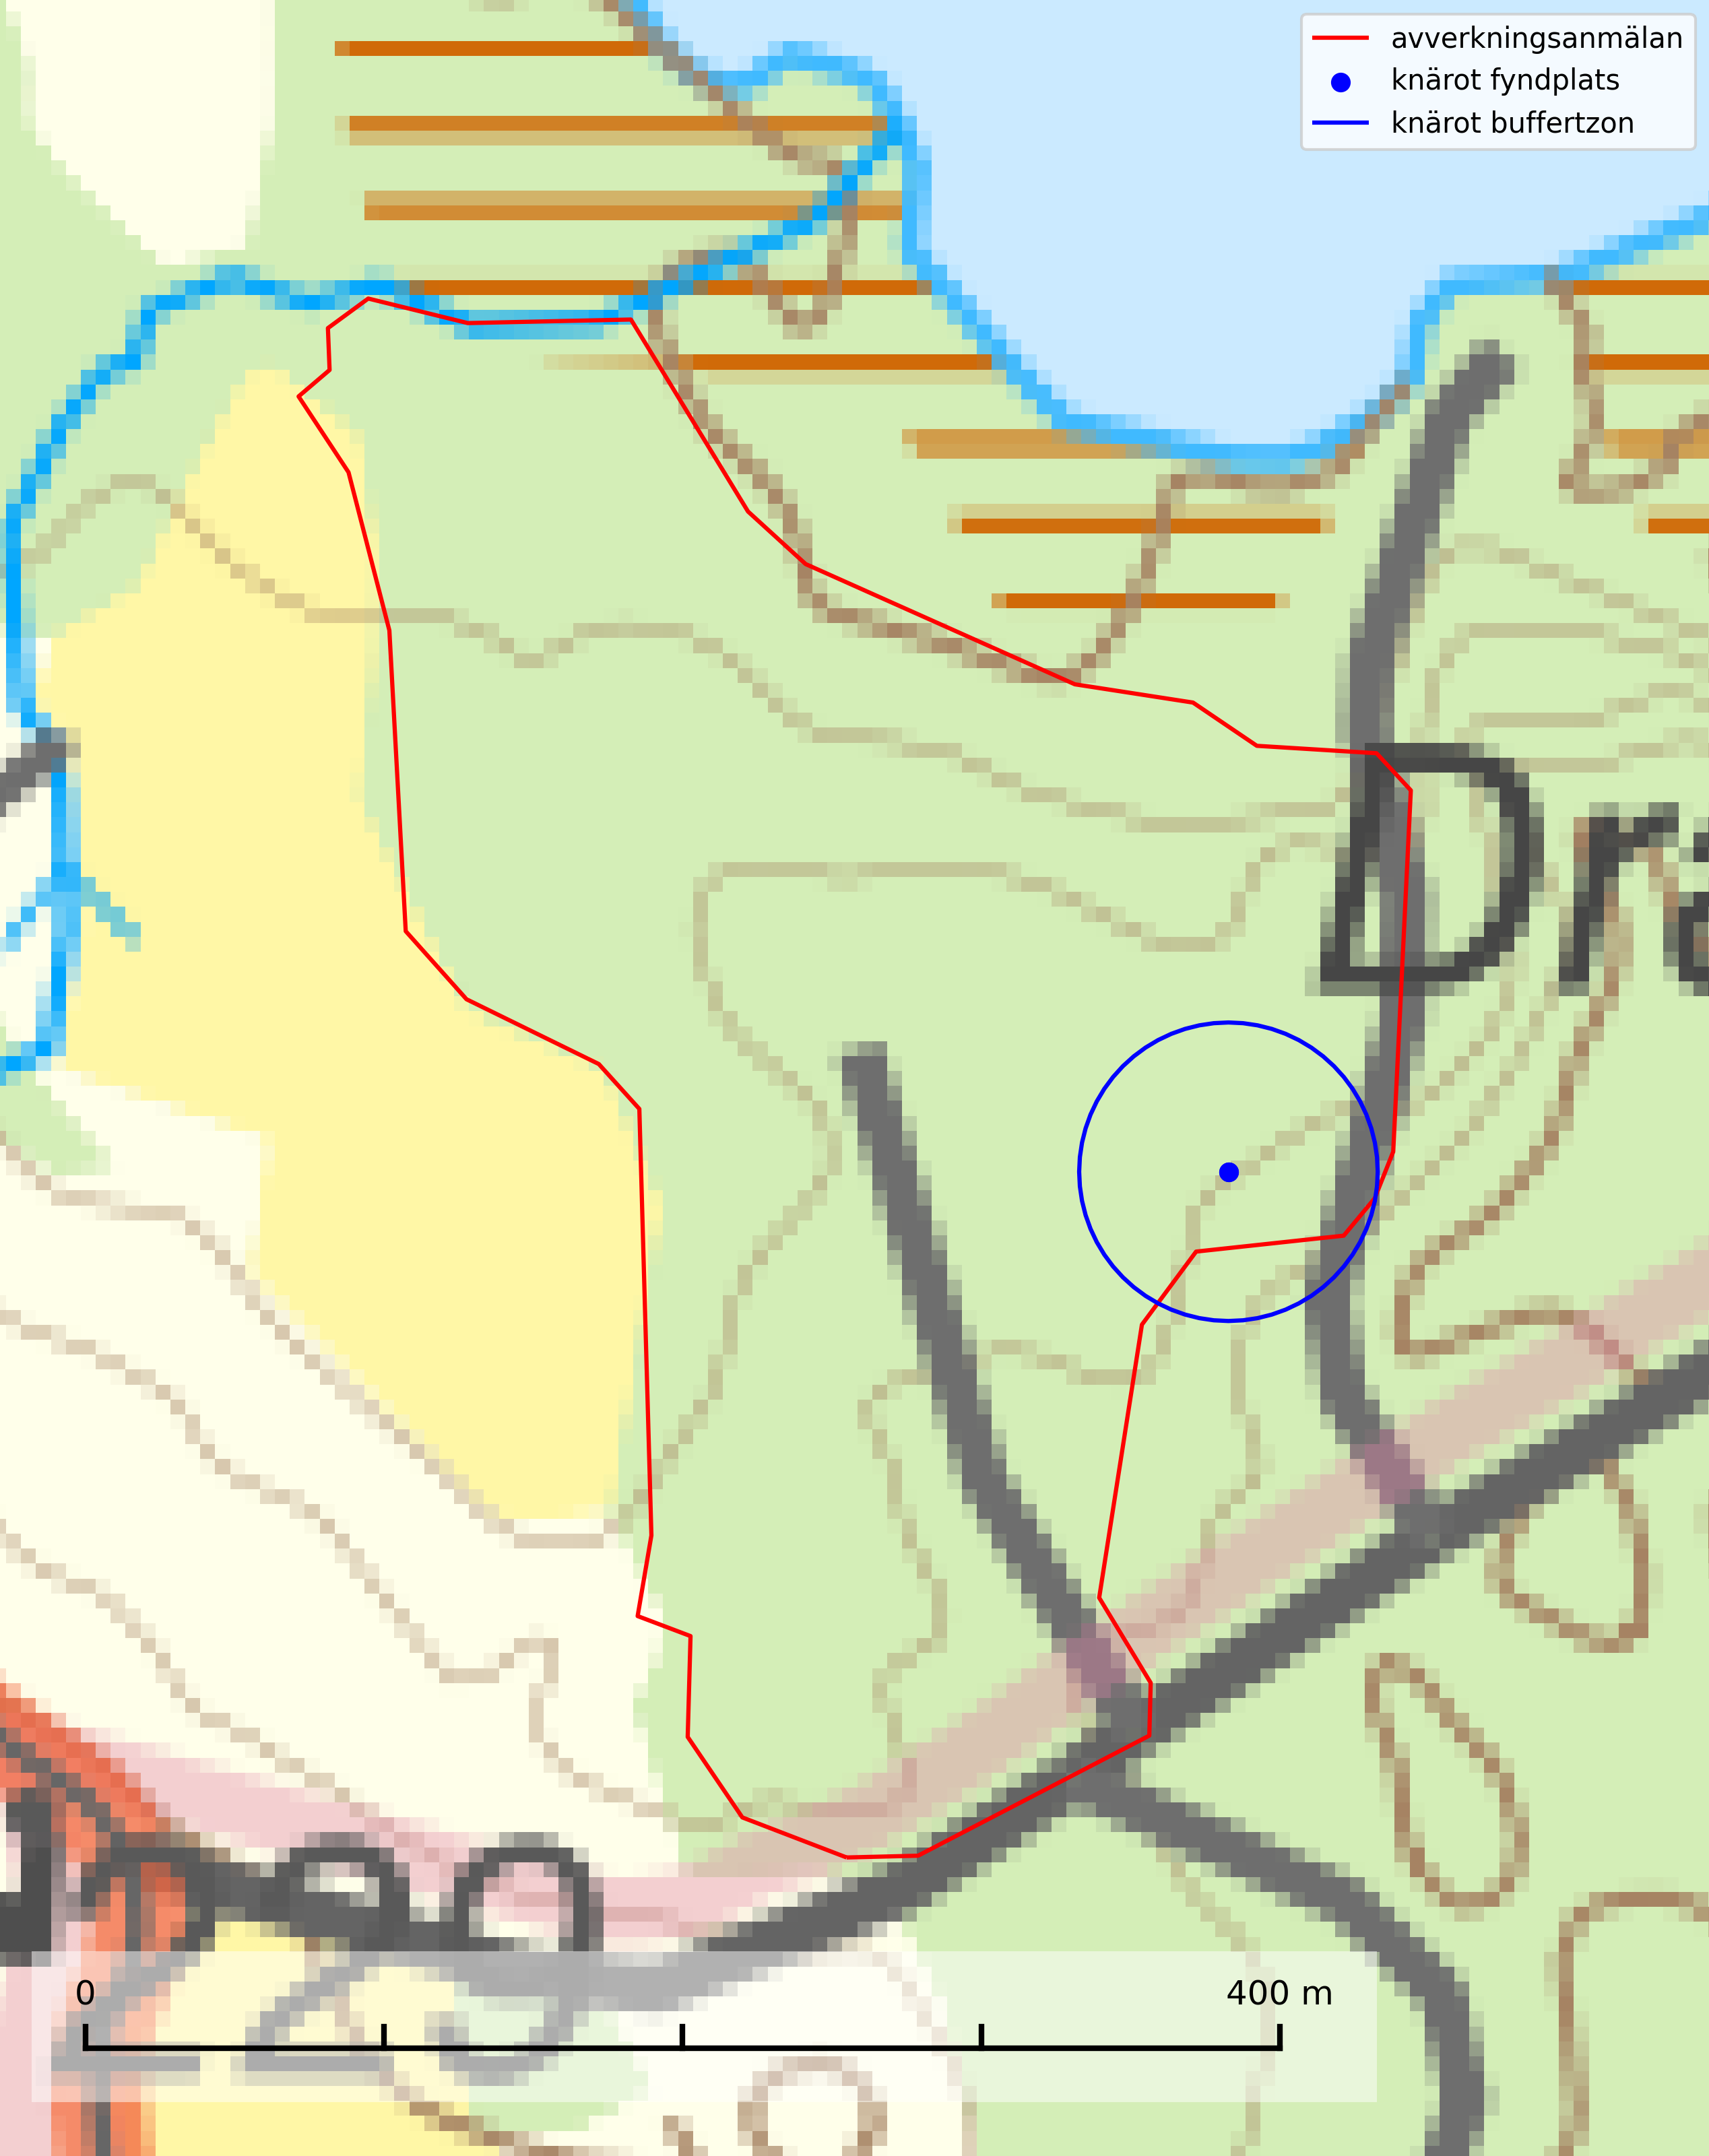 avverkningsanmälan
knärot fyndplats
knärot buffertzon
0
400 m